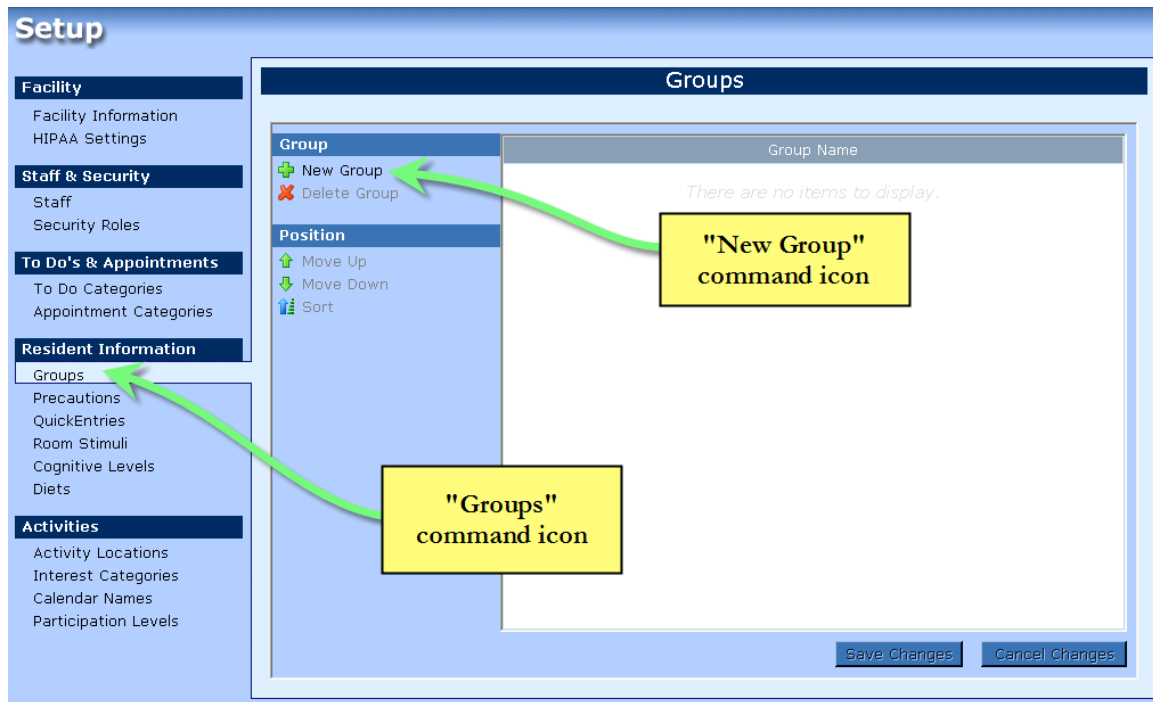 Setup
Facility
Facility Information
HIPAA Settings
Staff & Security
Staff
Security Roles
To Do's & Appointments
To Do Categories
Appointment Categories
Resident Information
Groups
Precautions
QuickEntries
Room Stimuli
Cognitive Levels
Diets
Activities
Activity Locations
Interest Categories
Calendar Names
Participation Levels
Groups
Group
New Group
Delete Group
Position
Move Up
Move Down
Sort
Group Name
There are no items to display.
"New Group"
command icon
"Groups"
command icon
Save Changes
Cancel Changes